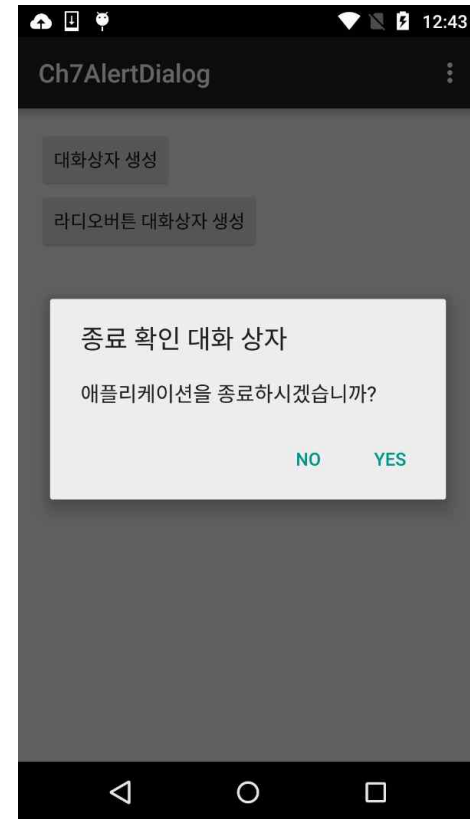 12:43
Ch7AlertDialog
대화상자 생성
라디오버튼 대화상자 생성
종료 확인 대화 상자
애플리케이션을 종료하시겠습니까?
NO YES